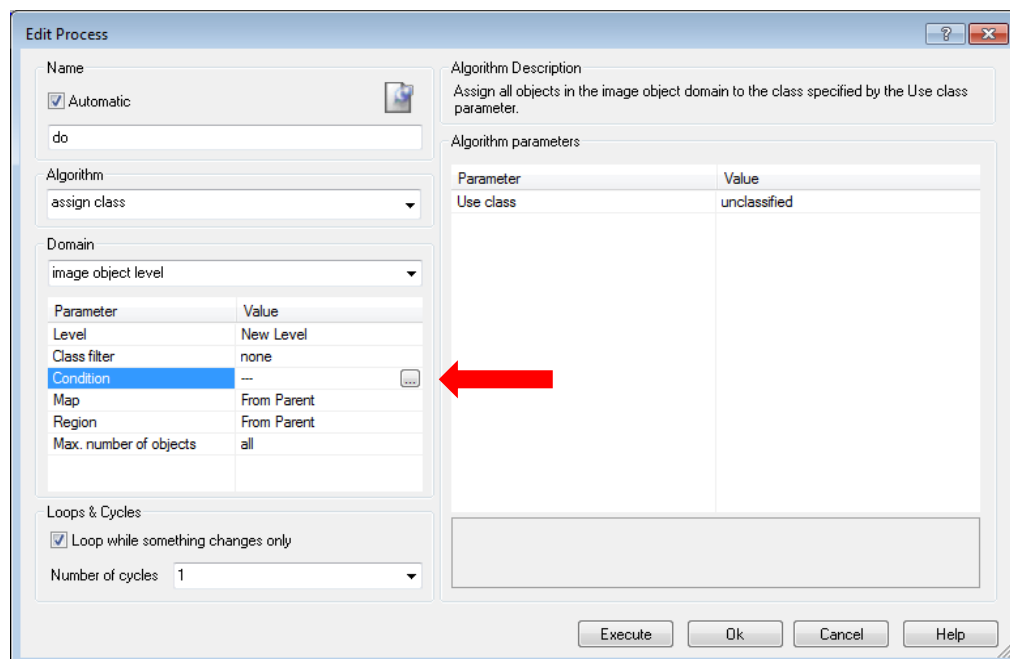 Edit Process
Name
Automatic
do
Algorithm
assign class
Domain
image object level
Parameter Value
Level New Level
Class filter none
Condition ---
...
Map From Parent
Region From Parent
Max. number of objects all
Loops & Cycles
Loop while something changes only
Number of cycles 1
Algorithm Description
Assign all objects in the image object domain to the class specified by the Use class
parameter.
Algorithm parameters
Parameter Value
Use class unclassified
Execute Ok Cancel Help